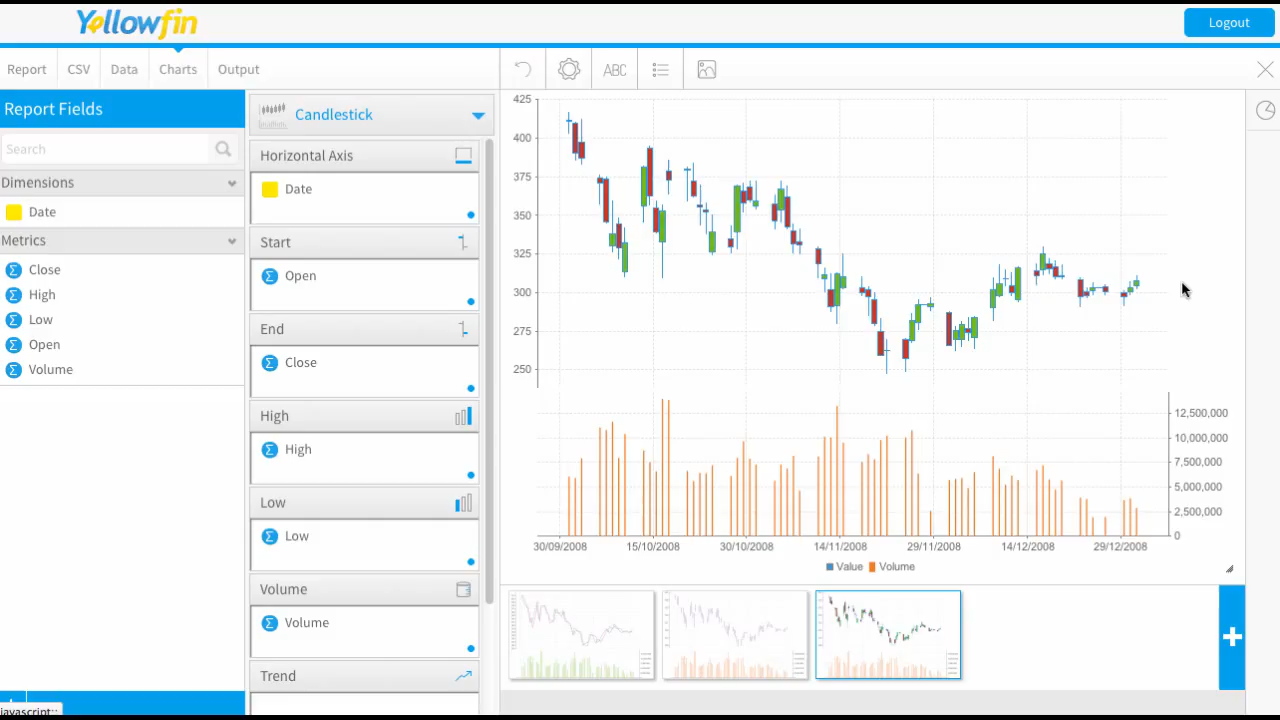 Yellowfin
Logout
Report CSV Data Charts Output
ABC
Report Fields
Search
Dimensions
Date
Metrics
Close
High
Low
Open
Volume
Candlestick
Horizontal Axis
Date
Start
Open
End
Close
High
High
Low
Low
Volume
Volume
Trend
425
400
375
350
325
300
275
250
12,500,000
10,000,000
7,500,000
5,000,000
2,500,000
0
30/09/2008 15/10/2008 30/10/2008 14/11/2008 29/11/2008 14/12/2008 29/12/2008
Value Volume
javascript:;